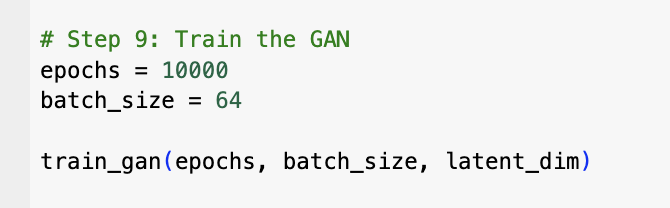 # Step 9: Train the GAN
epochs = 10000
batch_size = 64
train_gan(epochs, batch_size, latent_dim)